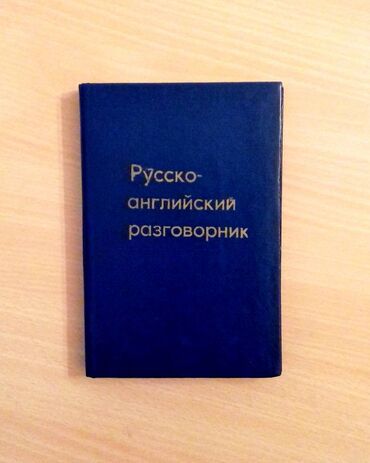 Русско-
английский
разговорник